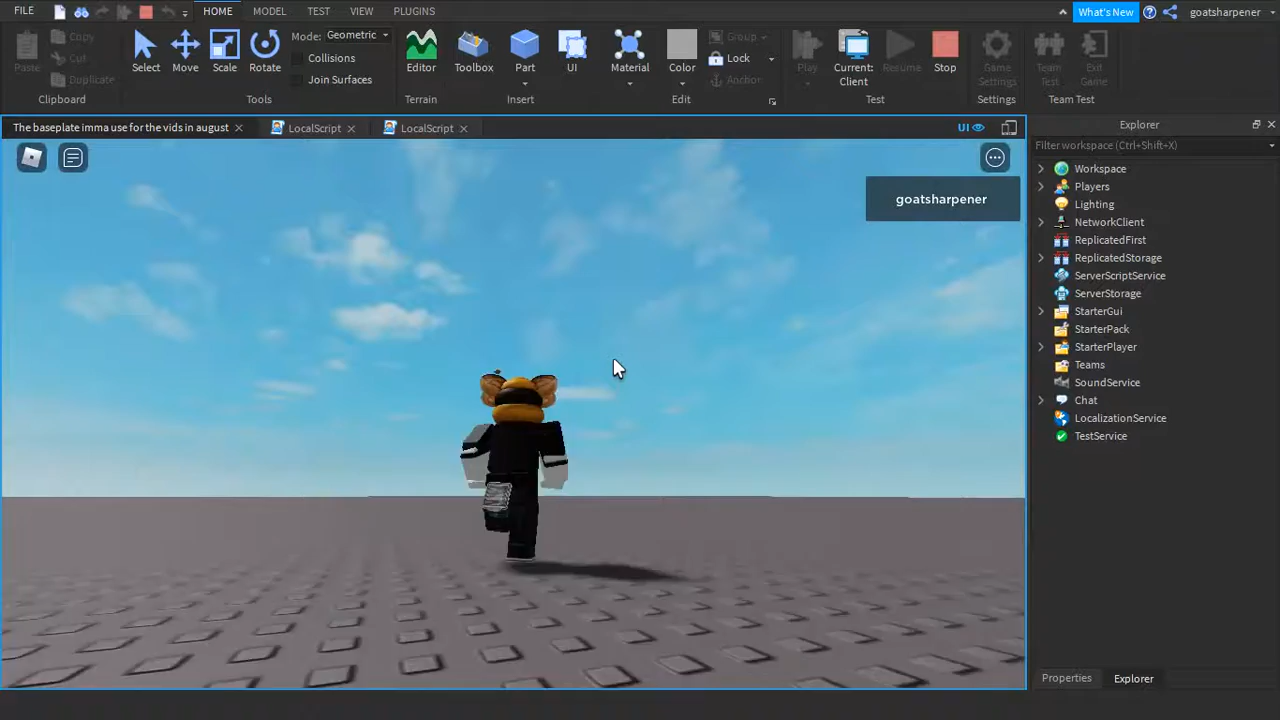 FILE
HOME
MODEL
TEST
VIEW
PLUGINS
What's New
goatsharpener
Paste
Copy
Cut
Duplicate
Clipboard
Select
Move
Scale
Rotate
Mode: Geometric
Collisions
Join Surfaces
Tools
Editor
Terrain
Toolbox
Part
UI
Insert
Material
Color
Group
Lock
Anchor
Edit
Play
Current:
Client
Resume
Stop
Test
Game
Settings
Settings
Team
Test
Exit
Game
Team Test
The baseplate imma use for the vids in august
LocalScript
LocalScript
UI
goatsharpener
Explorer
Filter workspace (Ctrl+Shift+X)
Workspace
Players
Lighting
NetworkClient
ReplicatedFirst
ReplicatedStorage
ServerScriptService
ServerStorage
StarterGui
StarterPack
StarterPlayer
Teams
SoundService
Chat
LocalizationService
TestService
Properties
Explorer